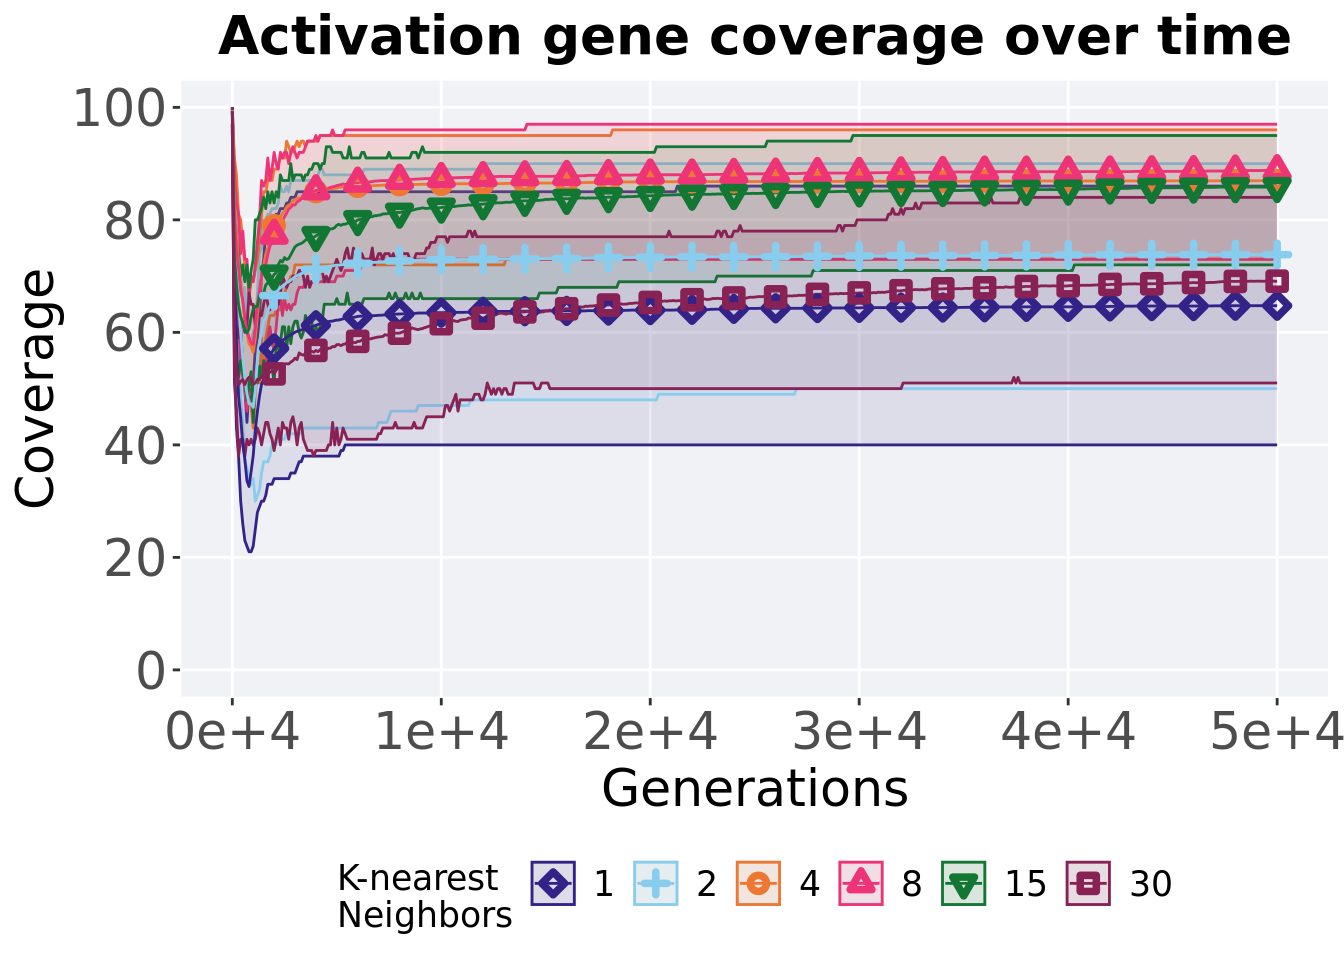 Activation gene coverage over time
Coverage
100
80
60
40
20
0
0e+4 1e+4 2e+4 3e+4 4e+4 5e+4
Generations
K-nearest
Neighbors
1 2 4 8 15 30